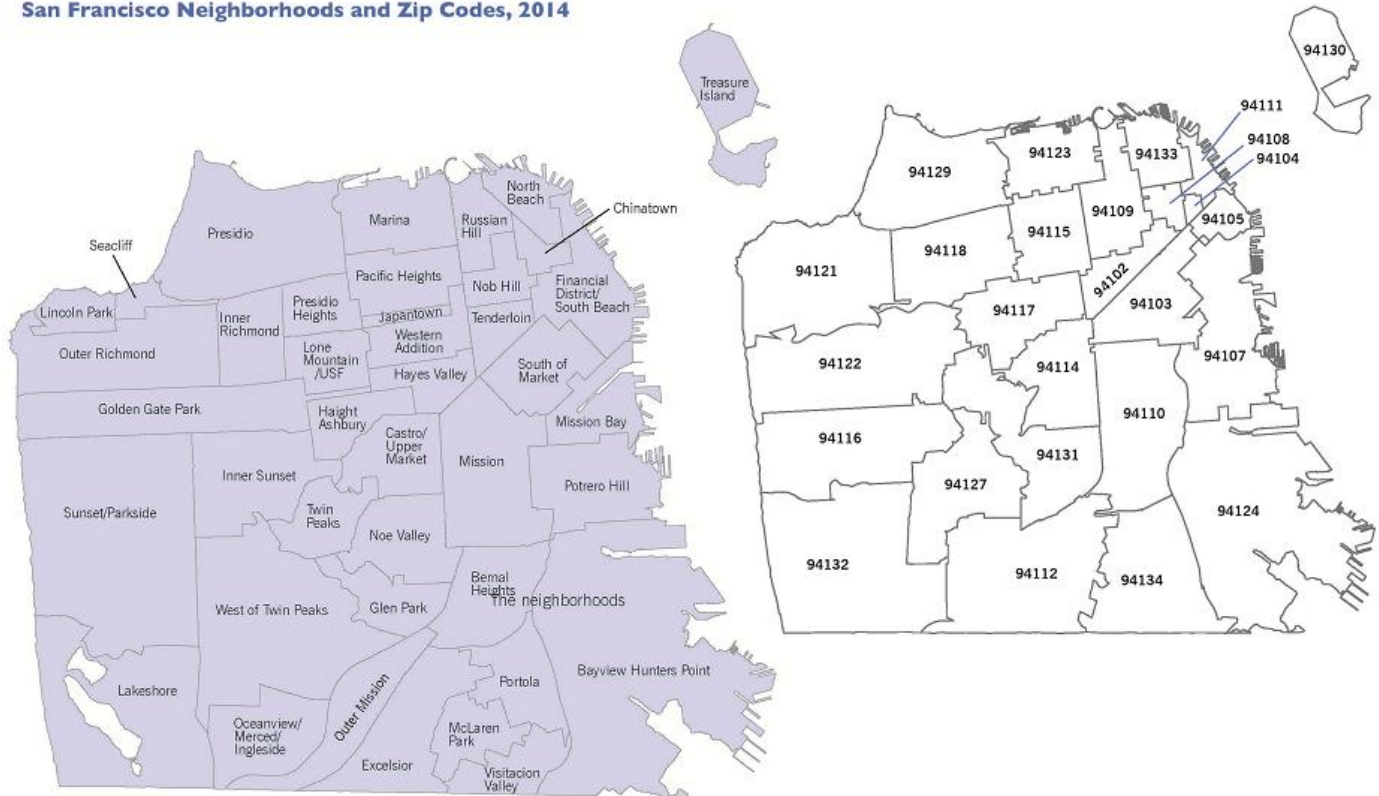 San Francisco Neighborhoods and Zip Codes, 2014
Treasure
Island
North
Beach
Chinatown
Marina
Russian
Hill
Presidio
Seacliff
Pacific Heights
Nob Hill
Financial
District/
South Beach
Lincoln Park
Inner
Richmond
Presidio
Heights
Japantown
Tenderloin
Outer Richmond
Lone
Mountain
/USF
Western
Addition
Hayes Valley
South of
Market
Golden Gate Park
Haight
Ashbury
Mission Bay
Castro/
Upper
Market
Mission
Inner Sunset
Potrero Hill
Sunset/Parkside
Twin
Peaks
Noe Valley
Bernal
Heights
The neighborhoods
West of Twin Peaks
Glen Park
Lakeshore
Portola
Bayview Hunters Point
Outer Mission
Oceanview/
Merced/
Ingleside
McLaren
Park
Excelsior
Visitacion
Valley
94130
94111
94108
94104
94123
94133
94129
94109
94105
94115
94118
94121
94102
94103
94117
94107
94122
94114
94110
94116
94131
94127
94124
94132
94112
94134